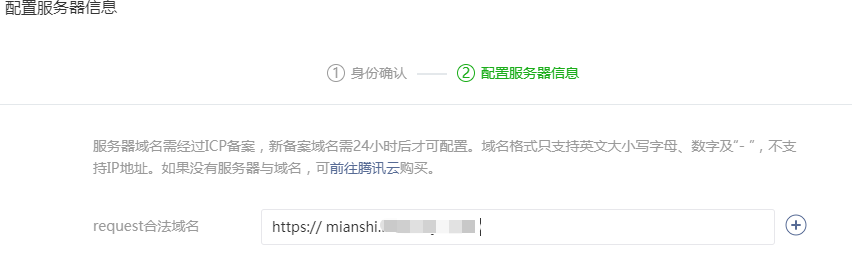 配置服务器信息
1 身份确认 2 配置服务器信息
服务器域名需经过ICP备案，新备案域名需24小时后才可配置。域名格式只支持英文大小写字母、数字及“- ”，不支
持IP地址。如果没有服务器与域名，可前往腾讯云购买。
request合法域名 https:// mianshi.